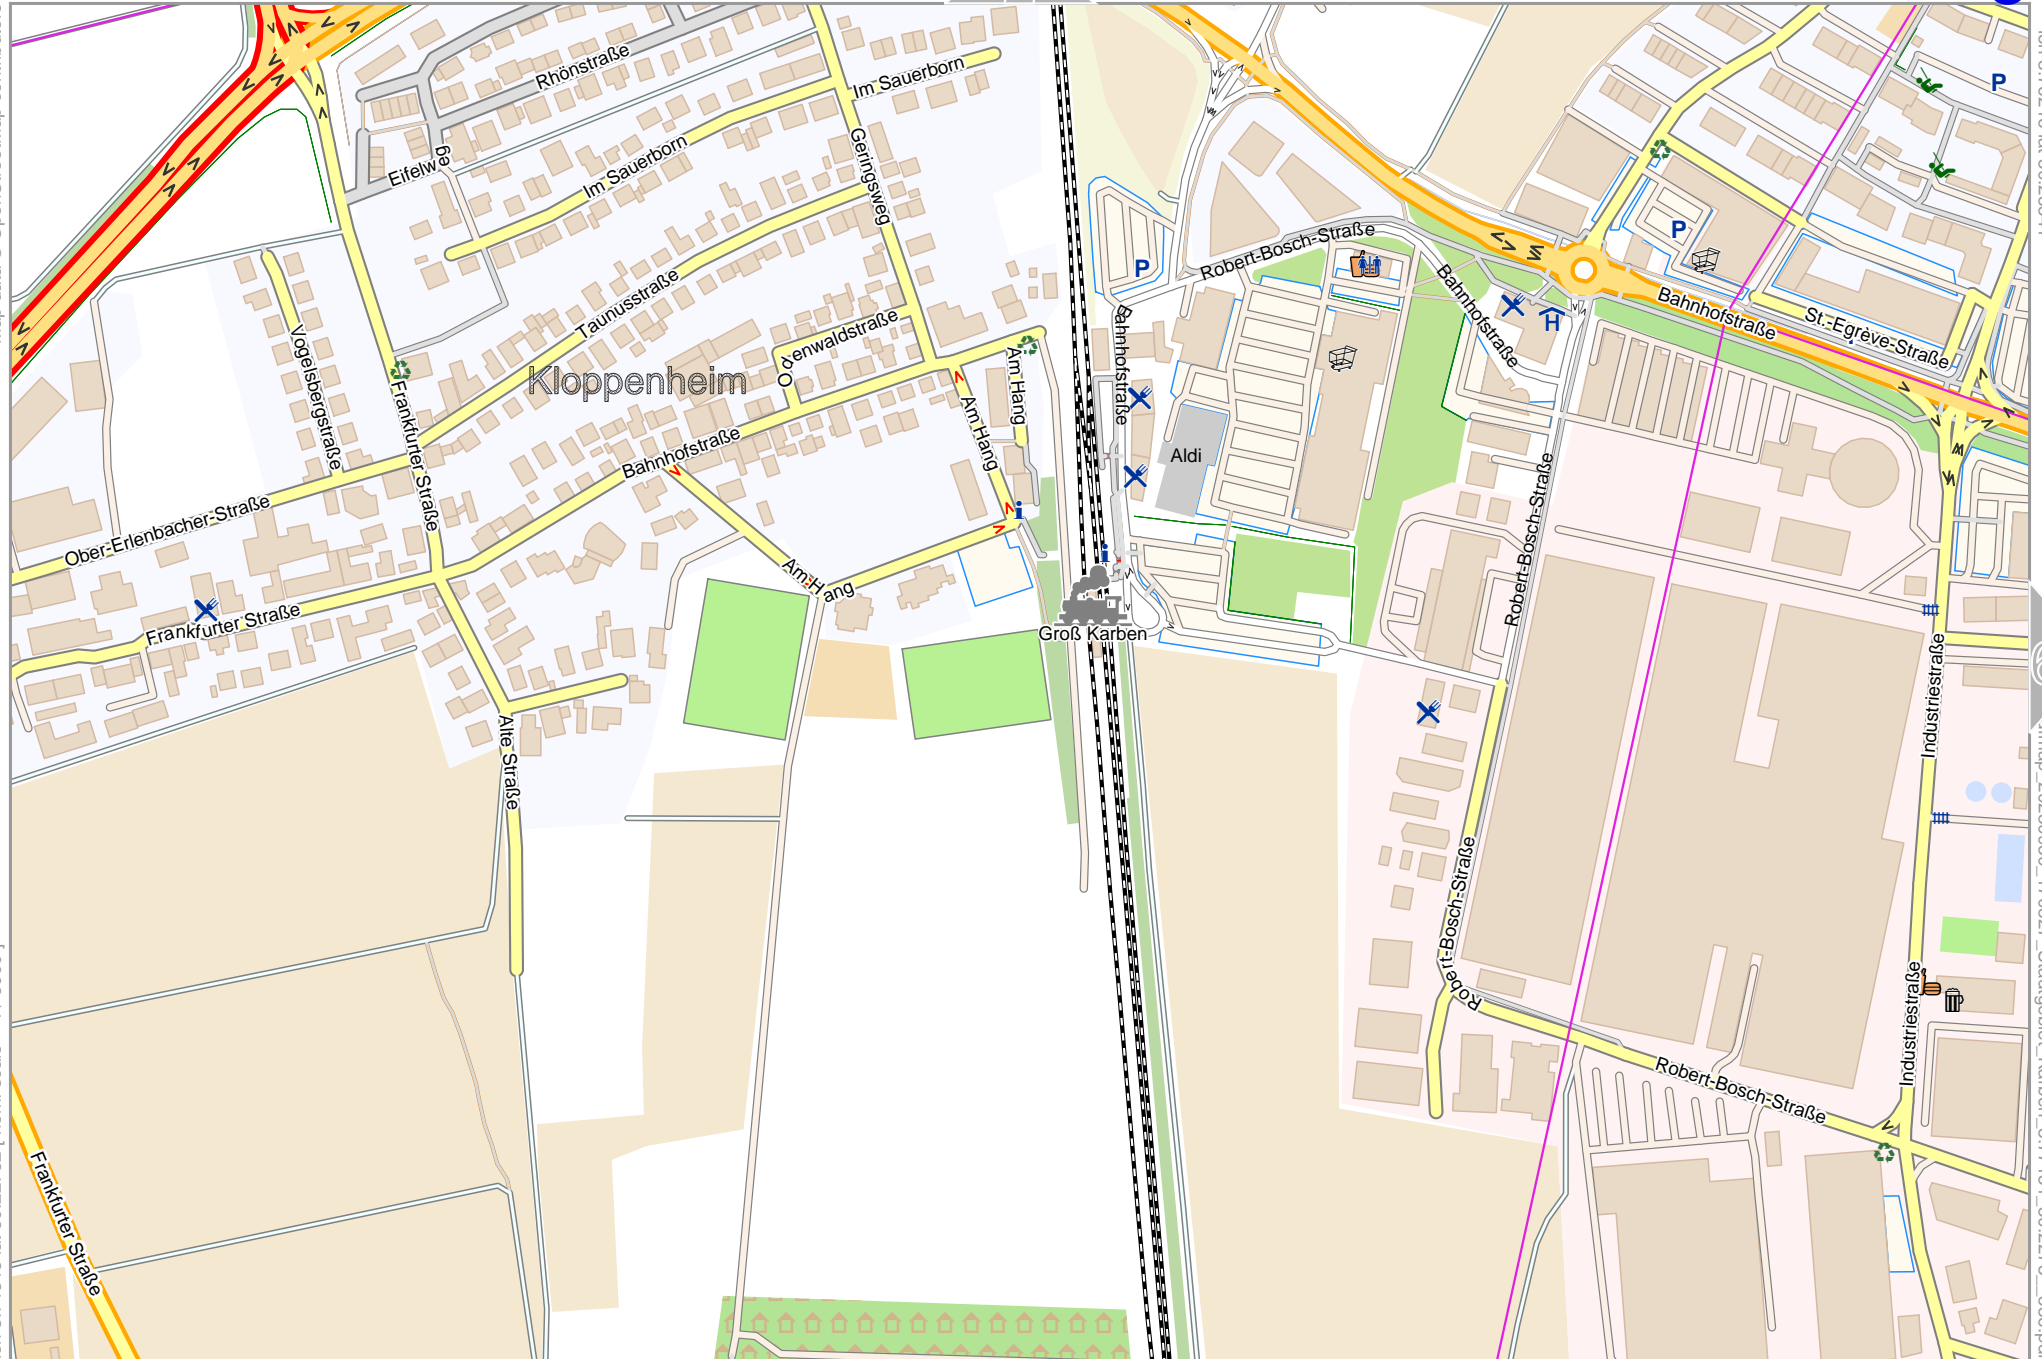 Rhönstraße
Im Sauerborn
P
Geringsweg
Eifelweg
Im Sauerborn
P
Robert-Bosch-Straße
P
Bahnhofstraße
Taunusstraße
Bahnhofstraße
H
St.-Egrève-Straße
Vogelsbergstraße
Odenwaldstraße
Bahnhofstraße
Kloppenheim
Am Hang
Am Hang
Frankfurter Straße
Bahnhofstraße
Aldi
Ober-Erlenbacher-Straße
Robert-Bosch-Straße
Am Hang
Frankfurter Straße
Groß Karben
Industriestraße
Alte Straße
Robert-Bosch-Straße
Robert-Bosch-Straße
Industriestraße
Frankfurter Straße